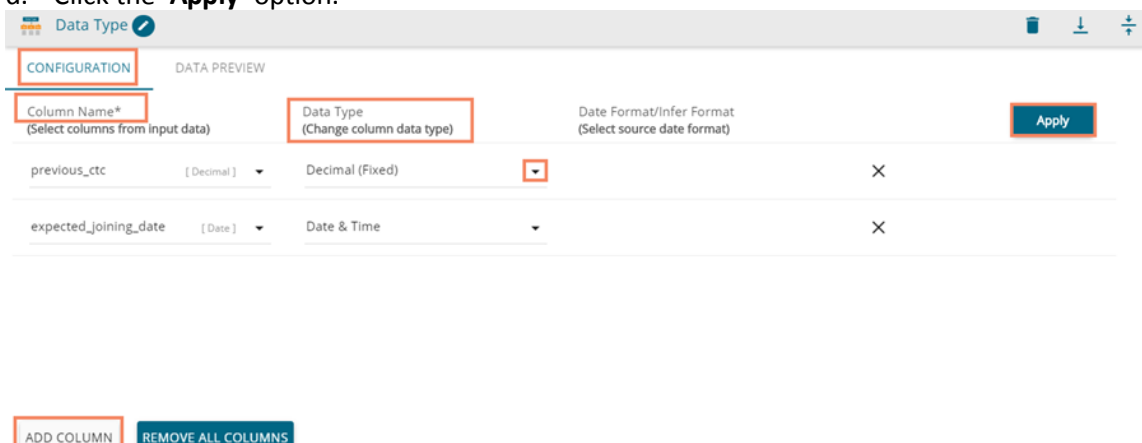 d. Click the 'Apply' option.
Data Type
CONFIGURATION DATA PREVIEW
Column Name* Data Type Date Format/Infer Format
(Select columns from input data) (Change column data type) (Select source date format) Apply
previous_ctc [ Decimal ] Decimal (Fixed)
expected_joining_date [ Date ] Date & Time
ADD COLUMN REMOVE ALL COLUMNS